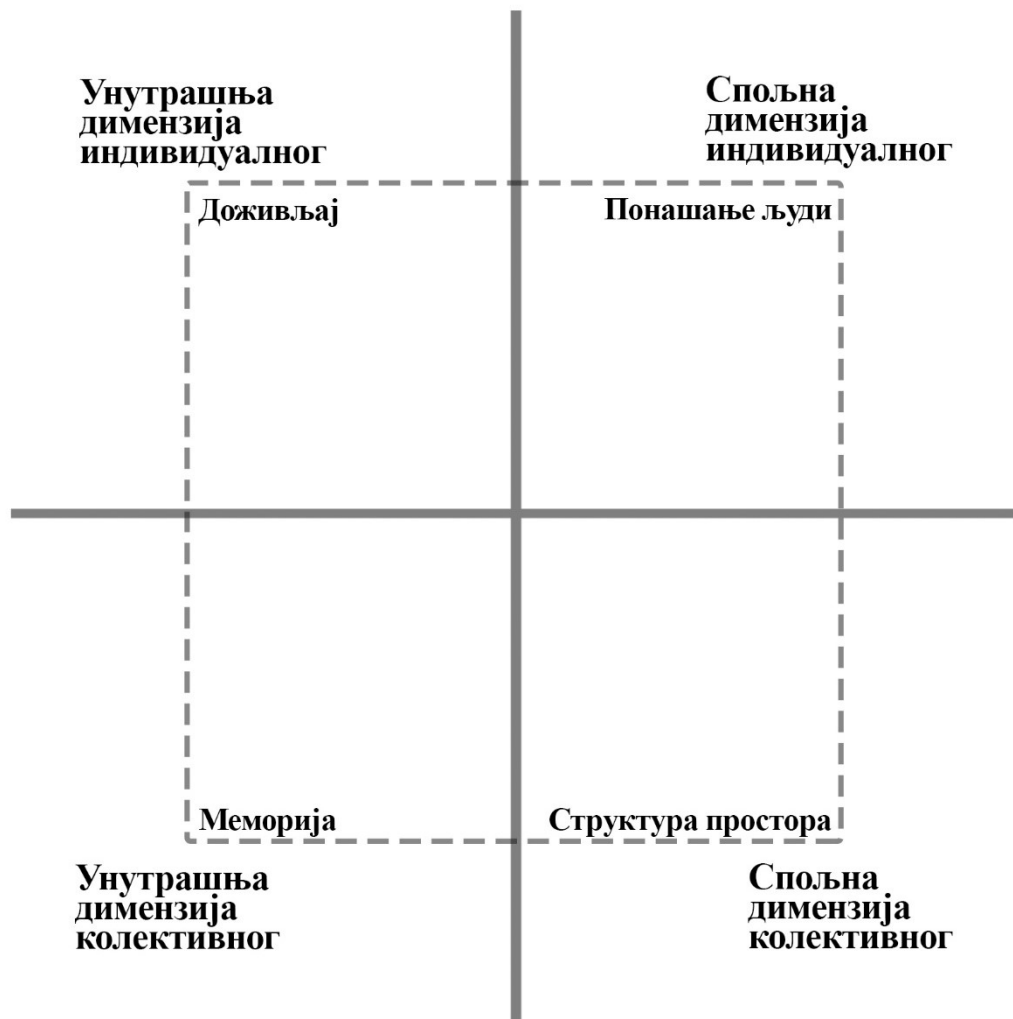 Унутрашња
димензија
индивидуалног
Спољна
димензија
индивидуалног
Доживљај
Понашање људи
Меморија
Структура простора
Унутрашња
димензија
колективног
Спољна
димензија
колективног